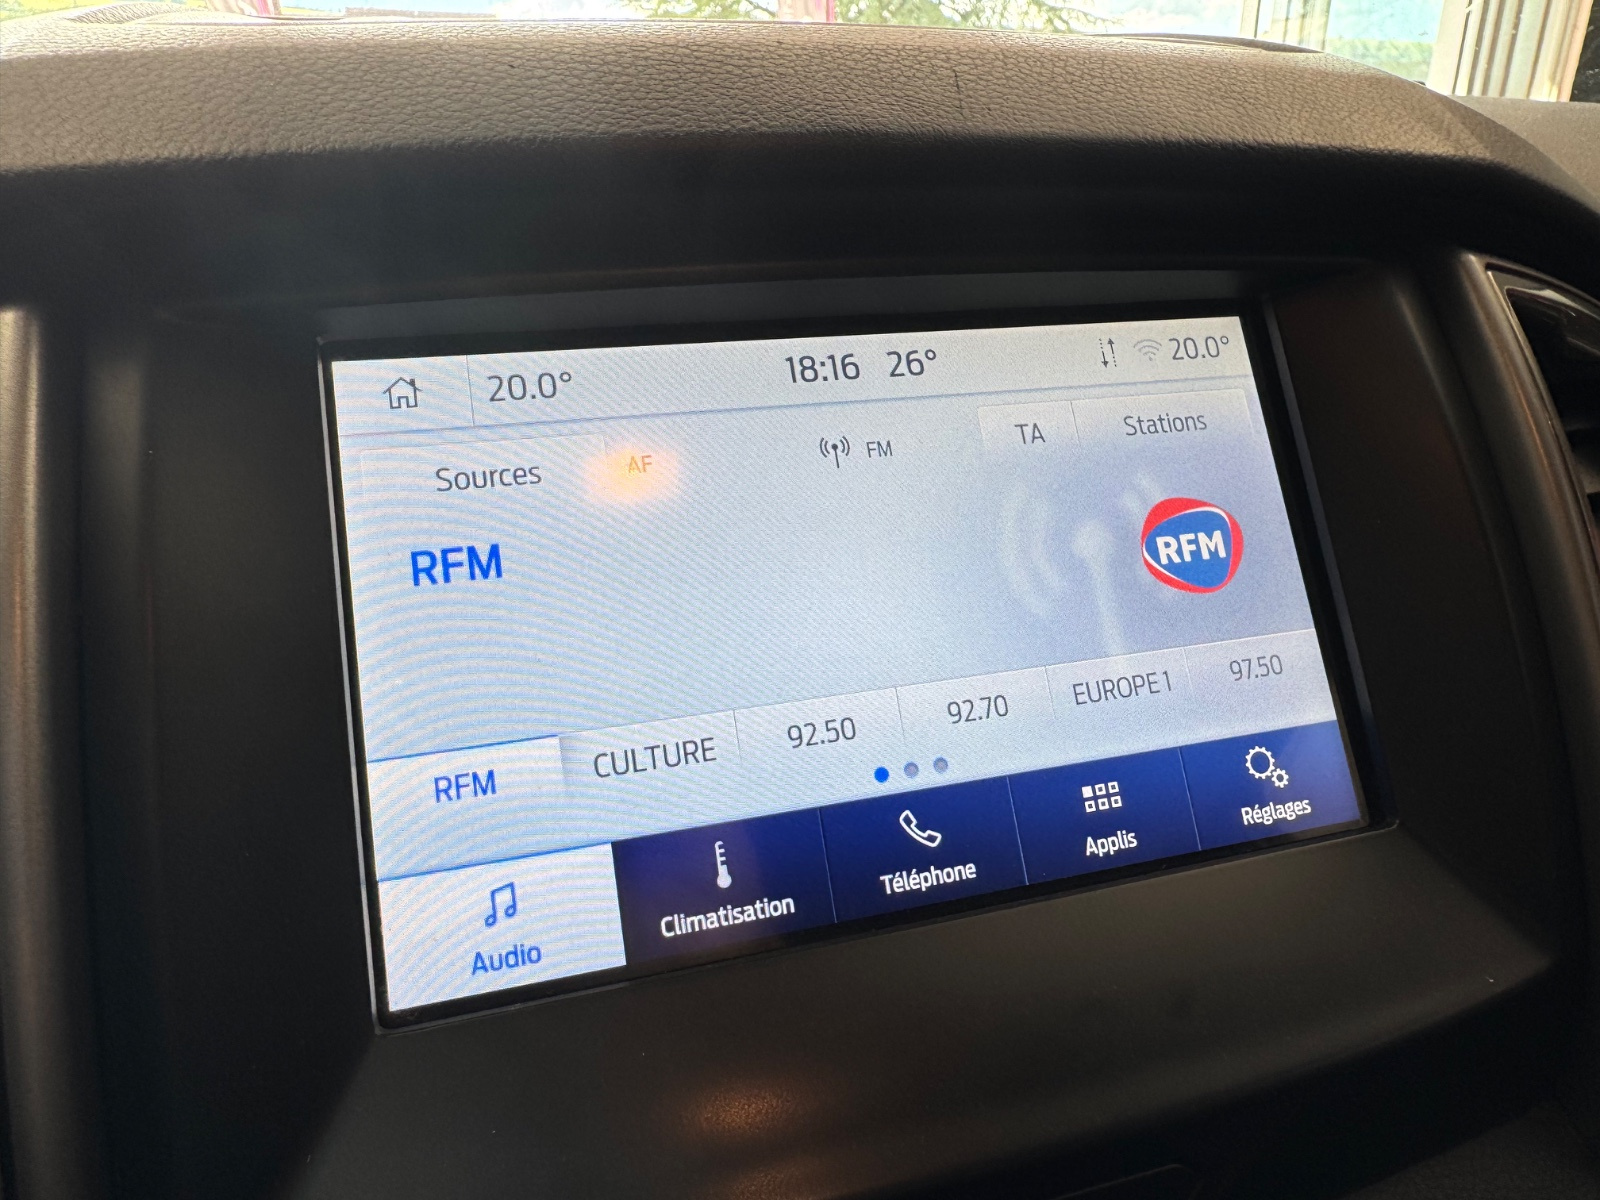 20.0°
18:16 26°
20.0°
Sources
AF
FM
TA
Stations
RFM
RFM
RFM
CULTURE
92.50
92.70
EUROPE 1
97.50
Audio
Climatisation
Téléphone
Applis
Réglages